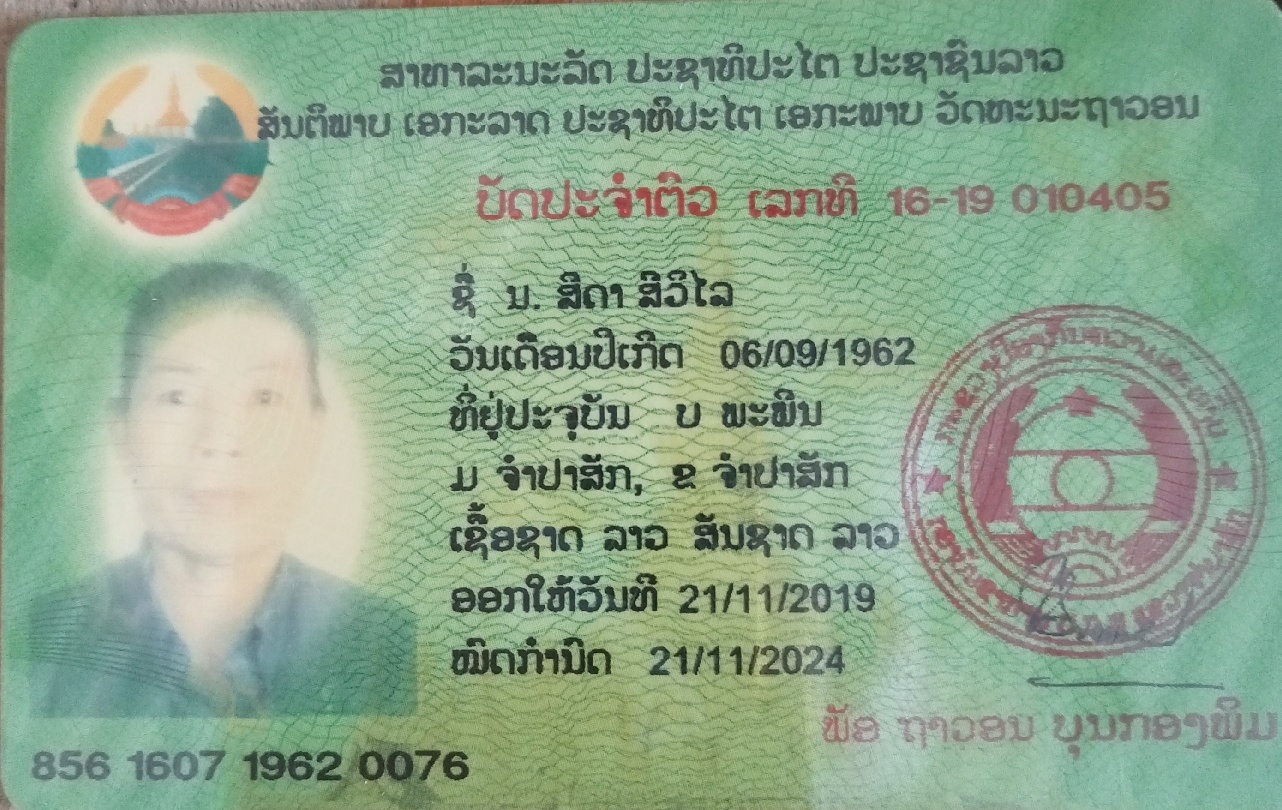 ສາທາລະນະລັດ ປະຊາທິປະໄຕ ປະຊາຊົນລາວ
ສັນຕິພາບ ເອກະລາດ ປະຊາທິປະໄຕ ເອກະພາບ ວັດທະນະຖາວອນ
ບັດປະຈຳຕົວ ເລກທີ 16-19 010405
ຊື່ ນ. ສີດາ ສີວິໄລ
ວັນເດືອນປີເກີດ 06/09/1962
ທີ່ຢູ່ປະຈຸບັນ ບ ພະພິນ
ມ ຈຳປາສັກ, ຂ ຈຳປາສັກ
ເຊື້ອຊາດ ລາວ ສັນຊາດ ລາວ
ອອກໃຫ້ວັນທີ 21/11/2019
ໝົດກຳນົດ 21/11/2024
ພັອ ຖາວອນ ບຸນກອງພິມ
856 1607 1962 0076